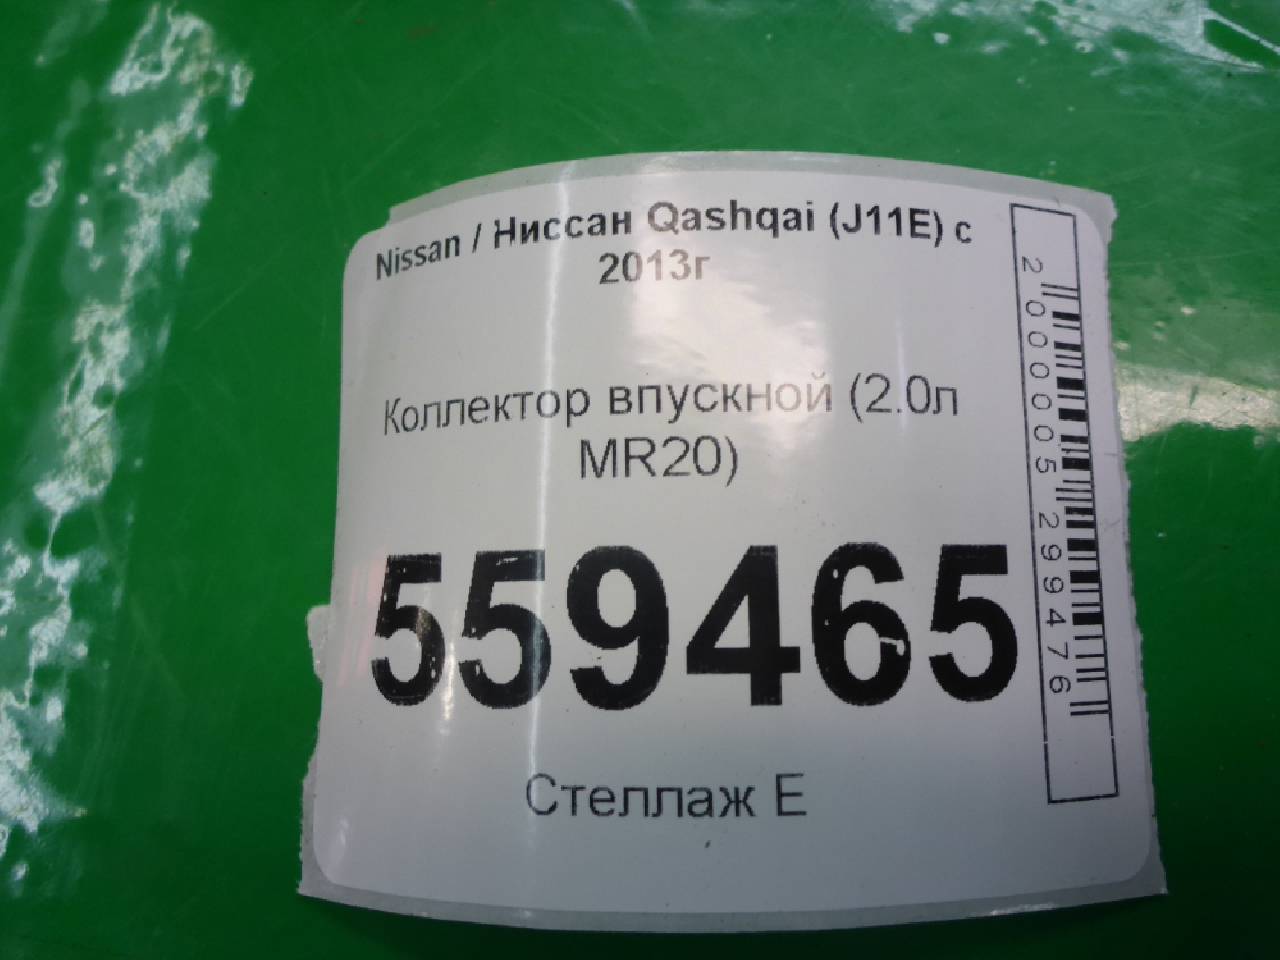 Nissan / Ниссан Qashqai (J11E) с
2013г
Коллектор впускной (2.0л
MR20)
559465
Стеллаж Е
2000005299476